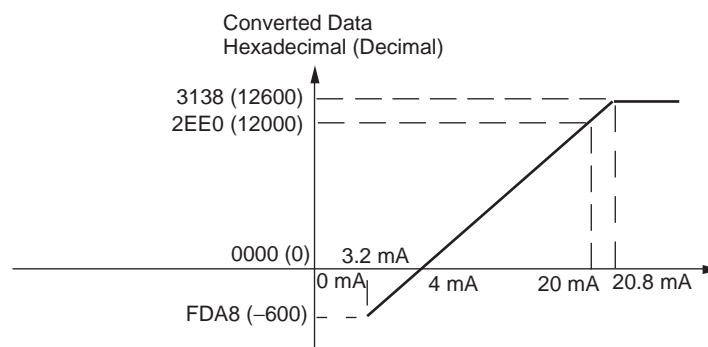 Converted Data
Hexadecimal (Decimal)
3138 (12600)
2EE0 (12000)
0000 (0)
3.2 mA
0 mA
4 mA
20 mA
20.8 mA
FDA8 (–600)